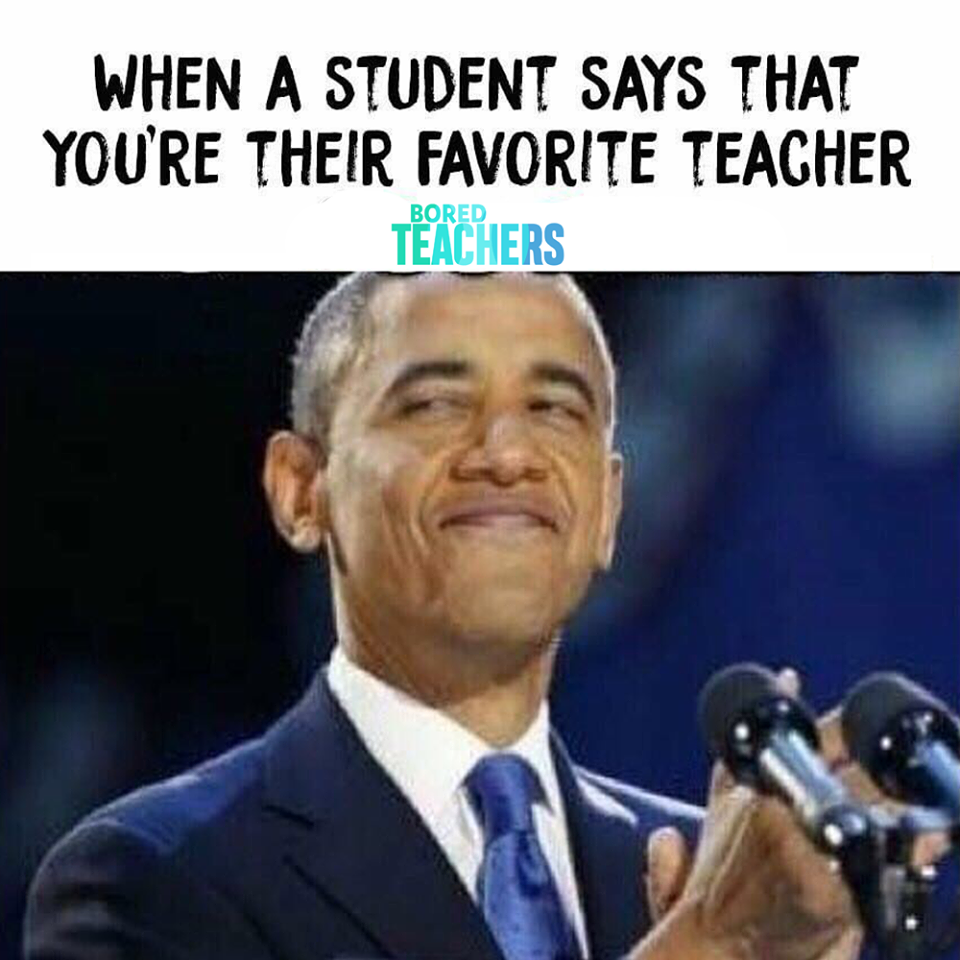 WHEN A STUDENT SAYS THAT
YOU'RE THEIR FAVORITE TEACHER
BORED
TEACHERS